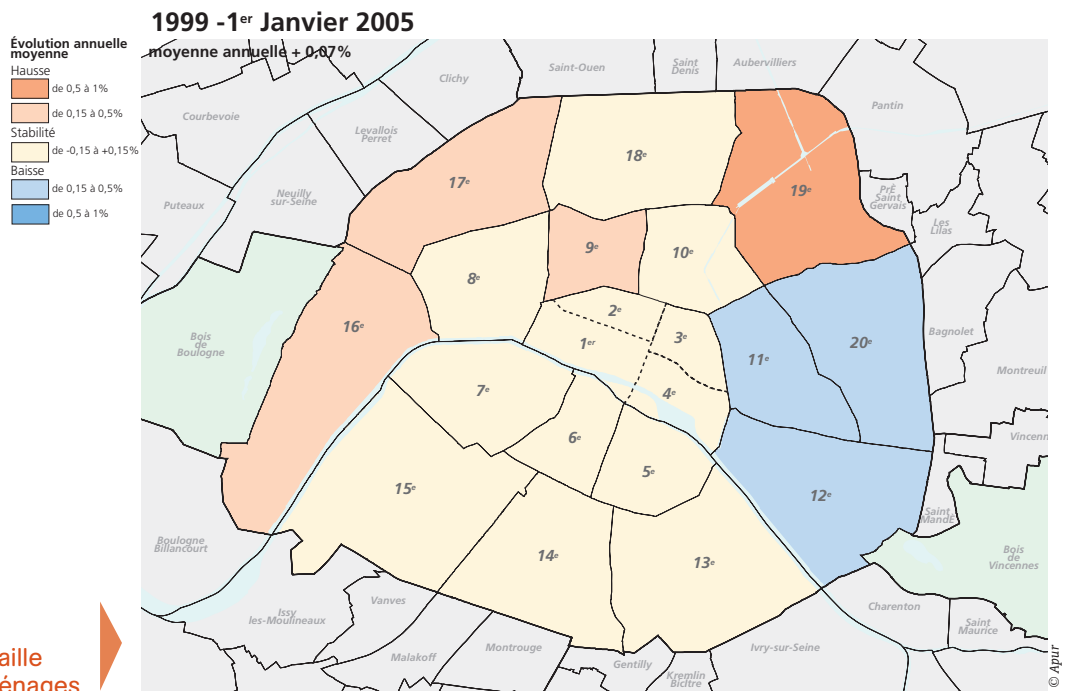 1999 -1er Janvier 2005
moyenne annuelle + 0,07%
Évolution annuelle
moyenne
Hausse
de 0,5 à 1%
de 0,15 à 0,5%
Stabilité
de -0,15 à +0,15%
Baisse
de 0,15 à 0,5%
de 0,5 à 1%
Saint-Ouen
Saint
Denis
Aubervilliers
Clichy
Pantin
Courbevoie
Levallois
Perret
18e
17e
19e
Neuilly
sur-Seine
Puteaux
PrÈ
Saint
Gervais
Les
Lilas
9e
10e
8e
2e
16e
1er
3e
11e
20e
Bagnolet
Bois
de
Boulogne
Montreuil
7e
4e
6e
Vincenn
5e
15e
12e
Saint
MandÈ
Boulogne
Billancourt
14e
13e
Bois
de
Vincennes
Vanves
Issy
les-Moulineaux
Charenton
Saint
Maurice
Malakoff
Montrouge
Gentilly
Ivry-sur-Seine
Kremlin
BicÍtre
aille
énages
© Apur